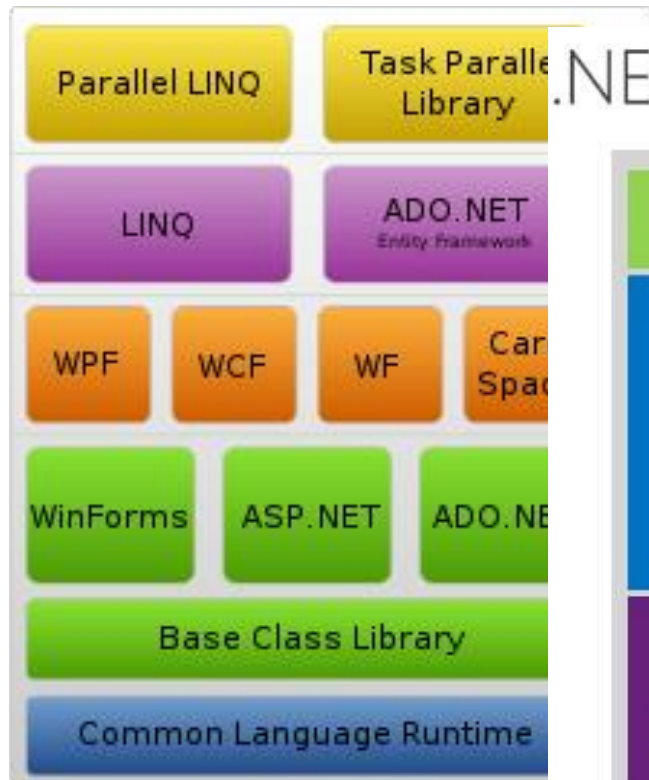 Parallel LINQ
Task Paralle
Library
.NE
LINQ
ADO.NET
Entity Framework
WPF
WCF
WF
Car
Spac
WinForms
ASP.NET
ADO.NE
Base Class Library
Common Language Runtime